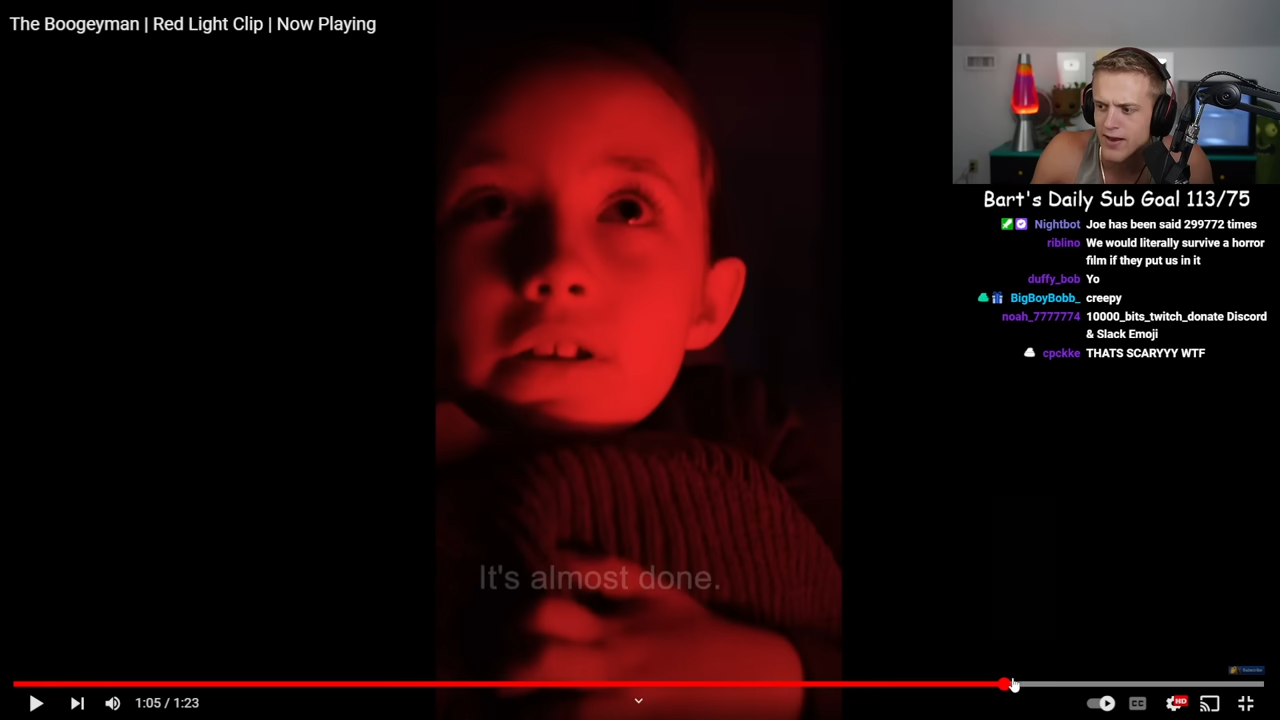 The Boogeyman | Red Light Clip | Now Playing
Bart's Daily Sub Goal 113/75
Nightbot Joe has been said 299772 times
riblino We would literally survive a horror
film if they put us in it
duffy_bob Yo
BigBoyBobb_ creepy
noah_7777774 10000_bits_twitch_donate Discord
& Slack Emoji
cpckke THATS SCARYYY WTF
It's almost done.
1:05 / 1:23
CC
HD